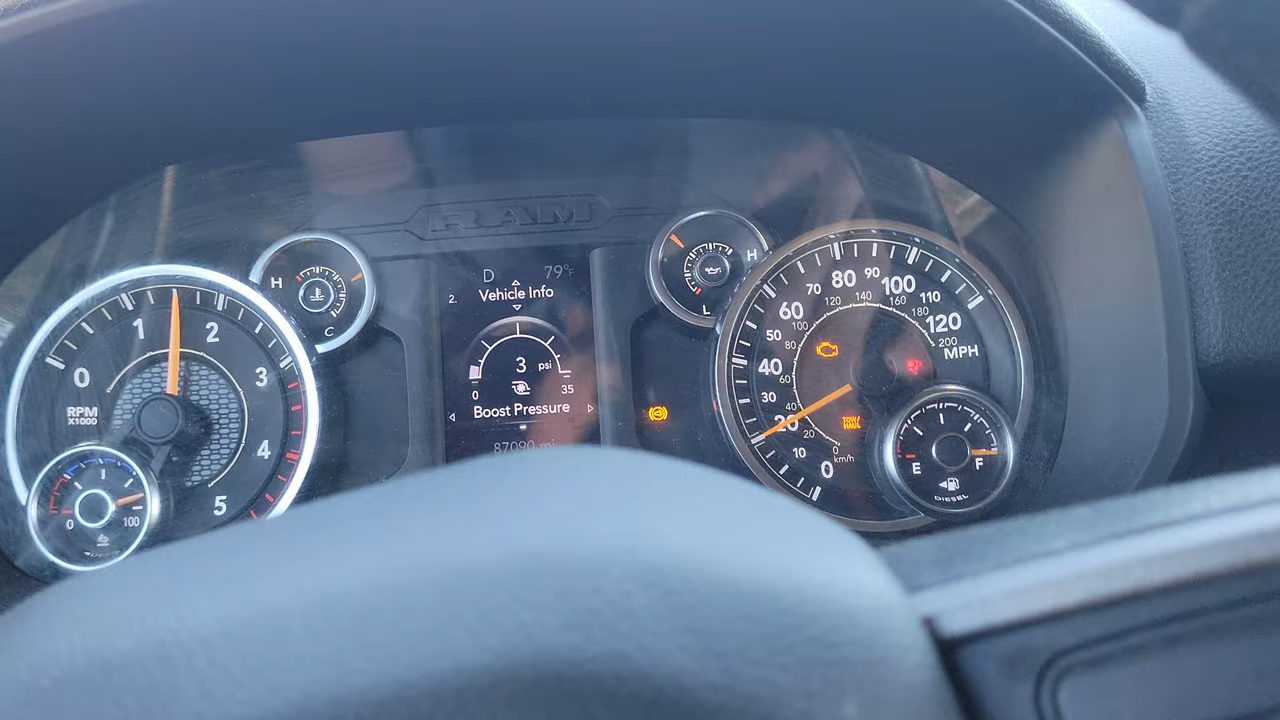 RAM
D 79°F
2. Vehicle Info
3 psi
0 35
Boost Pressure
87090 mi
0 1 2 3 4 5
RPM
X1000
0 1 100
H
C
H
L
0 10 20 30 40 50 60 70 80 90 100 110 120
MPH
0 20 60 80 100 120 140 160 180 200
km/h
TOW/
HAUL
E F
DIESEL